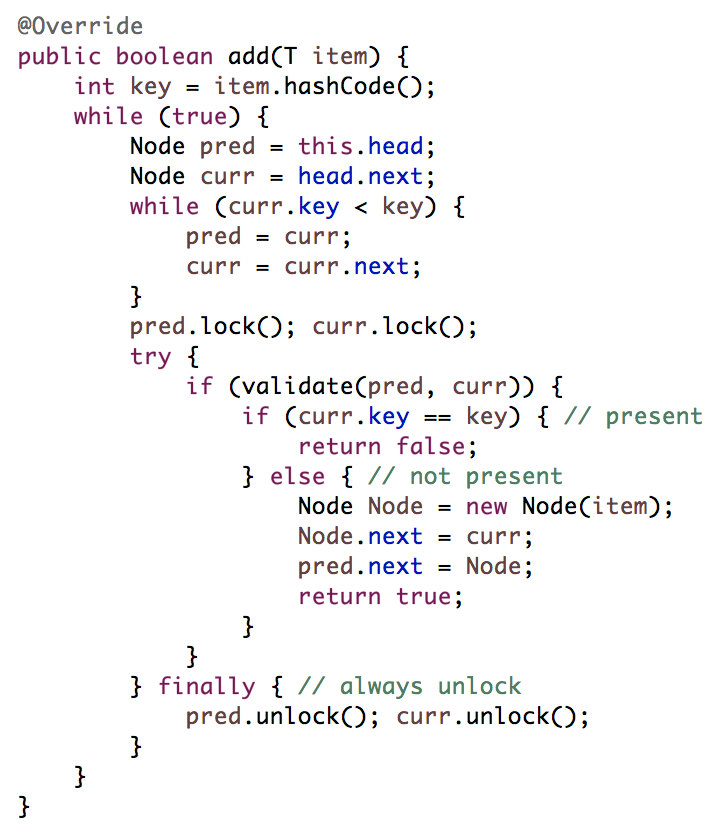 @Override
public boolean add(T item) {
    int key = item.hashCode();
    while (true) {
        Node pred = this.head;
        Node curr = head.next;
        while (curr.key < key) {
            pred = curr;
            curr = curr.next;
        }
        pred.lock(); curr.lock();
        try {
            if (validate(pred, curr)) {
                if (curr.key == key) { // present
                    return false;
                } else { // not present
                    Node Node = new Node(item);
                    Node.next = curr;
                    pred.next = Node;
                    return true;
                }
            }
        } finally { // always unlock
            pred.unlock(); curr.unlock();
        }
    }
}